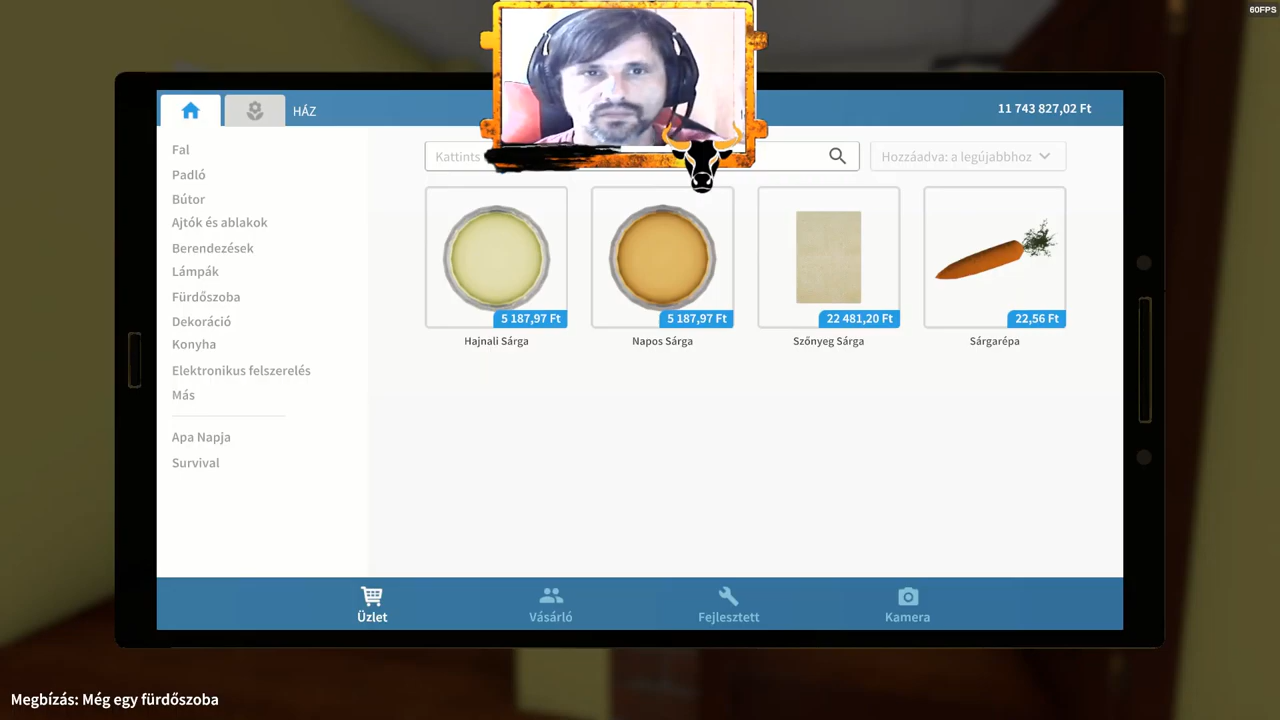 60FPS
HÁZ
11 743 827,02 Ft
Fal
Padló
Bútor
Ajtók és ablakok
Berendezések
Lámpák
Fürdőszoba
Dekoráció
Konyha
Elektronikus felszerelés
Más
Apa Napja
Survival
Kattints
Hozzáadva: a legújabbhoz
5 187,97 Ft
5 187,97 Ft
22 481,20 Ft
22,56 Ft
Hajnali Sárga
Napos Sárga
Szőnyeg Sárga
Sárgarépa
Üzlet
Vásárló
Fejlesztett
Kamera
Megbízás: Még egy fürdőszoba